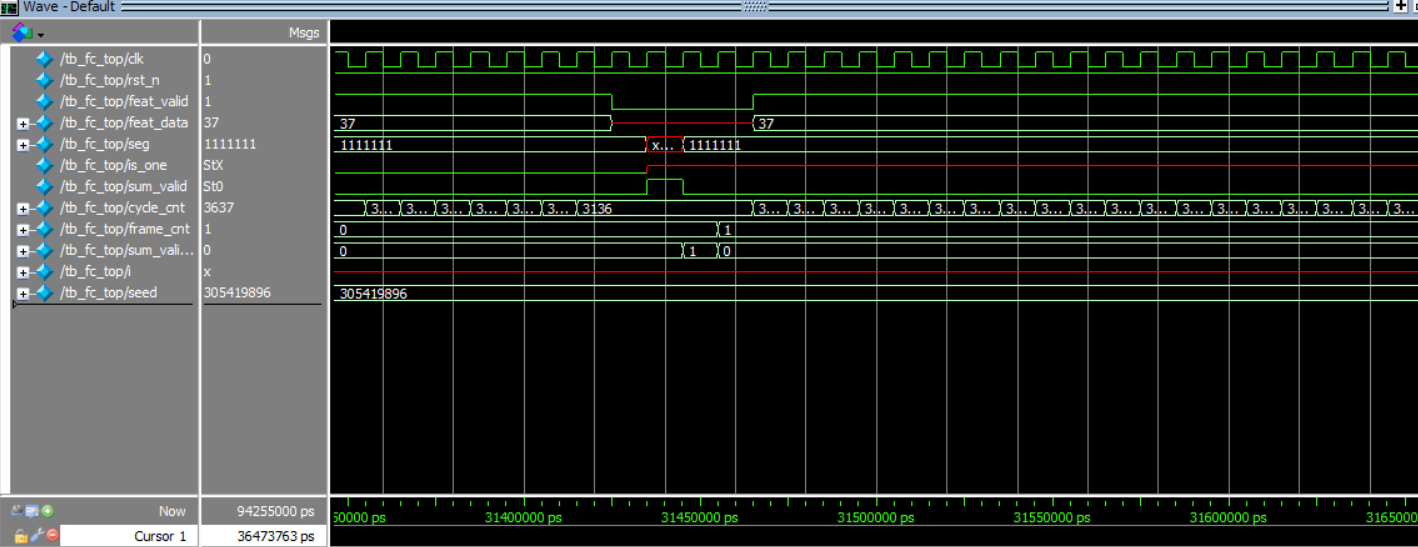 Wave - Default
Msgs
/tb_fc_top/clk 0
/tb_fc_top/rst_n 1
/tb_fc_top/feat_valid 1
/tb_fc_top/feat_data 37 37 37
/tb_fc_top/seg 1111111 1111111 x... 1111111
/tb_fc_top/is_one StX
/tb_fc_top/sum_valid St0
/tb_fc_top/cycle_cnt 3637 3... 3... 3... 3... 3... 3... 3136 3... 3... 3... 3... 3... 3... 3... 3... 3... 3... 3... 3... 3... 3... 3... 3... 3... 3... 3...
/tb_fc_top/frame_cnt 1 0 1
/tb_fc_top/sum_vali... 0 0 1 0
/tb_fc_top/i x
/tb_fc_top/seed 305419896 305419896
Now 94255000 ps 50000 ps 31400000 ps 31450000 ps 31500000 ps 31550000 ps 31600000 ps 3165000
Cursor 1 36473763 ps